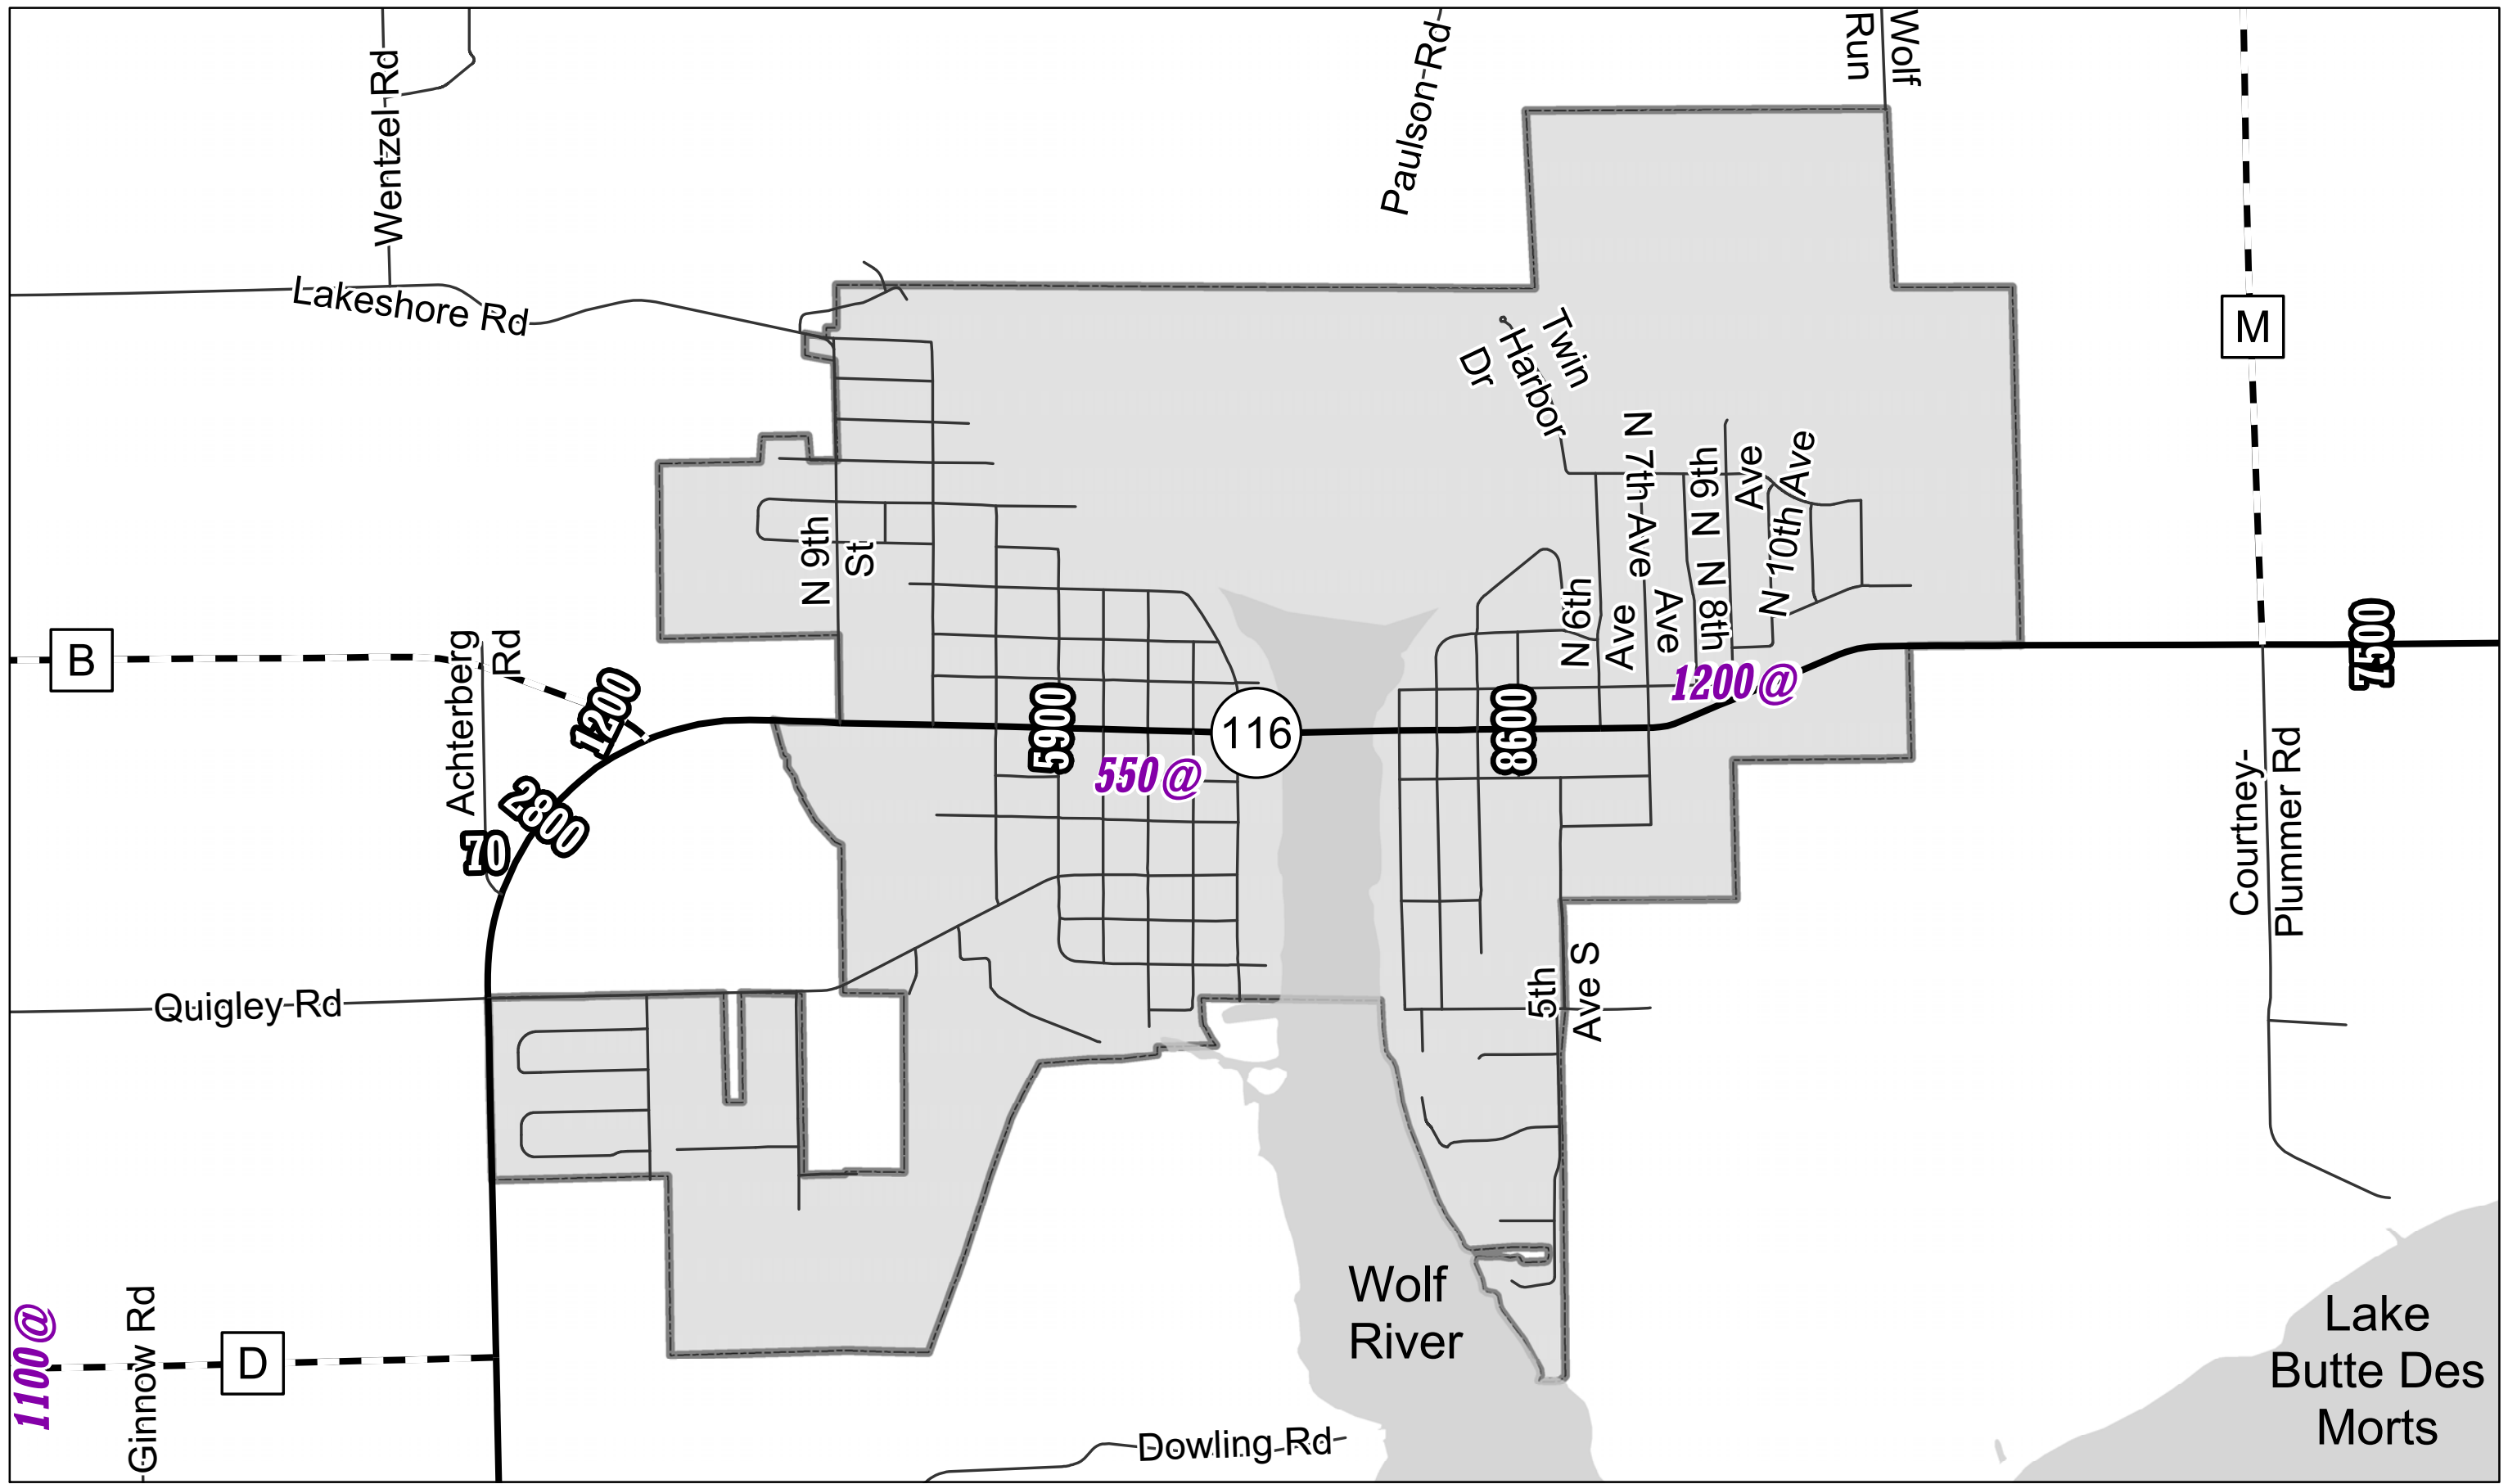 Wolf
Run
Wentzel Rd
Paulson Rd
Lakeshore Rd
M
Twin
Harbor
Dr
N 7th Ave
Ave
N 9th
Ave
N
N 10th Ave
N 9th
St
N 6th
Ave
N 8th
Ave
B
Achterberg
Rd
1200
7500
1200@
5900
116
8600
550@
2800
70
Courtney-
Plummer Rd
Quigley Rd
5th
Ave S
Wolf
River
Lake
Butte Des
Morts
1100@
Ginnow Rd
D
Dowling Rd